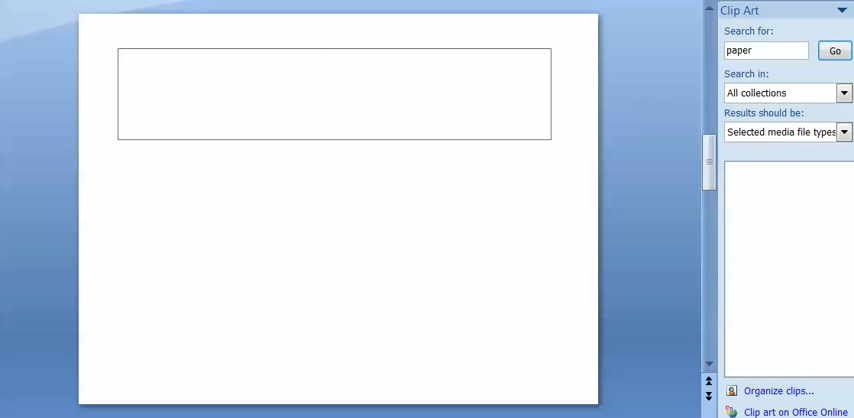 Clip Art
Search for:
paper
Go
Search in:
All collections
Results should be:
Selected media file types
Organize clips...
Clip art on Office Online